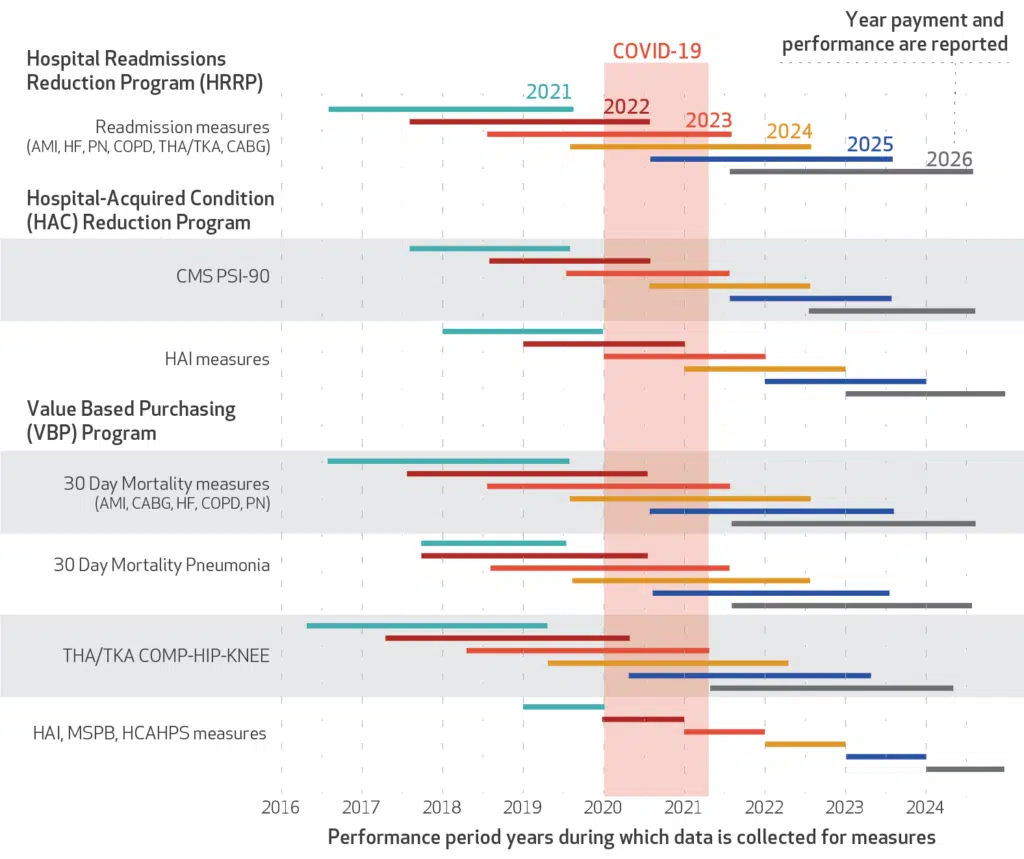 Year payment and
performance are reported
COVID-19
Hospital Readmissions
Reduction Program (HRRP)
2021
2022
2023
2024
2025
2026
Readmission measures
(AMI, HF, PN, COPD, THA/TKA, CABG)
Hospital-Acquired Condition
(HAC) Reduction Program
CMS PSI-90
HAI measures
Value Based Purchasing
(VBP) Program
30 Day Mortality measures
(AMI, CABG, HF, COPD, PN)
30 Day Mortality Pneumonia
THA/TKA COMP-HIP-KNEE
HAI, MSPB, HCAHPS measures
2016 2017 2018 2019 2020 2021 2022 2023 2024
Performance period years during which data is collected for measures